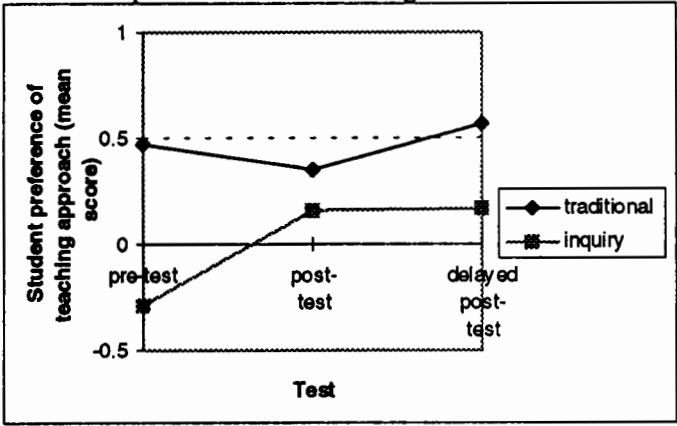 1
Student preference of
teaching approach (mean
score)
0.5
0
-0.5
pre-test
post-
test
delayed
post-
test
Test
traditional
inquiry